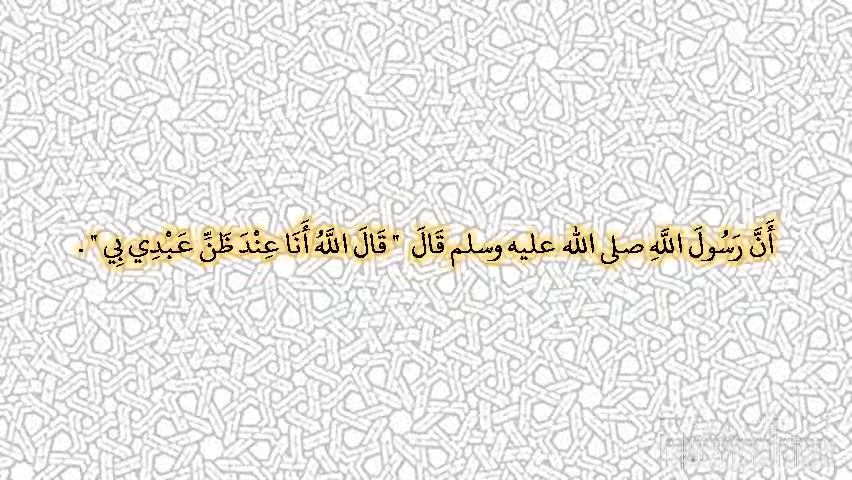 أَنَّ رَسُولَ اللَّهِ صلى الله عليه وسلم قَالَ ‏"‏ قَالَ اللَّهُ أَنَا عِنْدَ ظَنِّ عَبْدِي بِي ‏"‏‏.‏